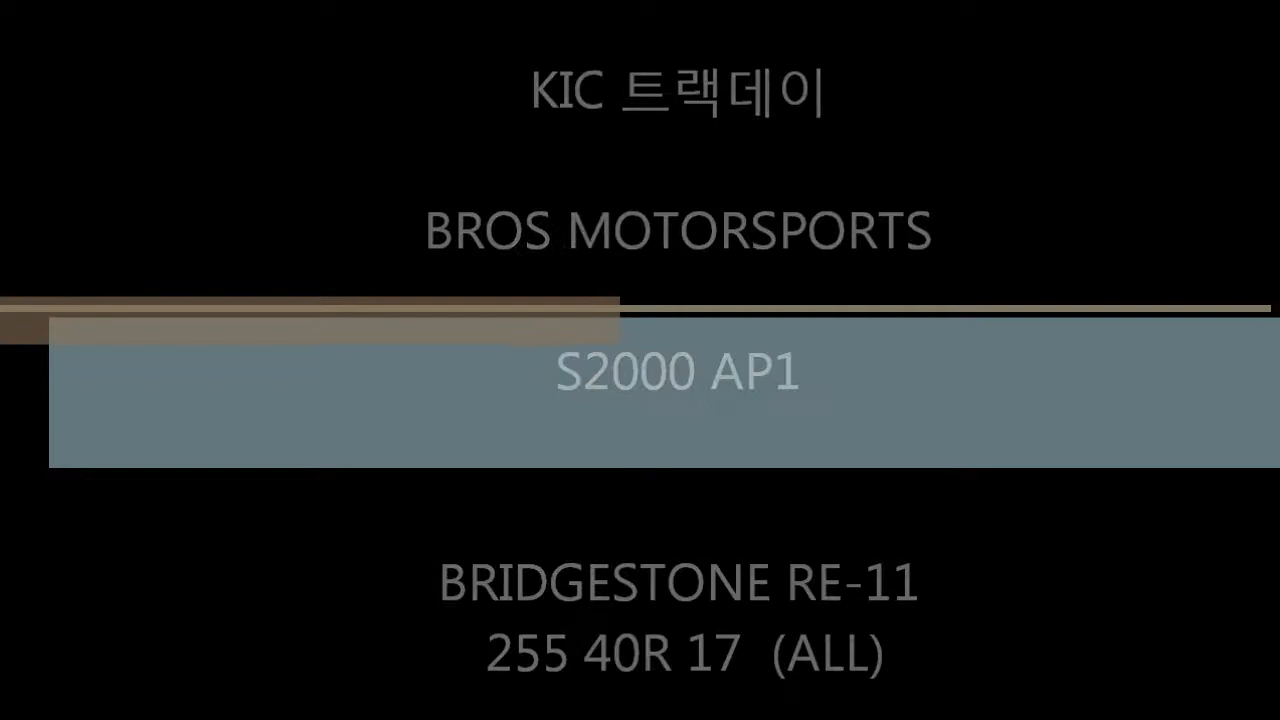 KIC 트랙데이
BROS MOTORSPORTS
S2000 AP1
BRIDGESTONE RE-11
255 40R 17 (ALL)